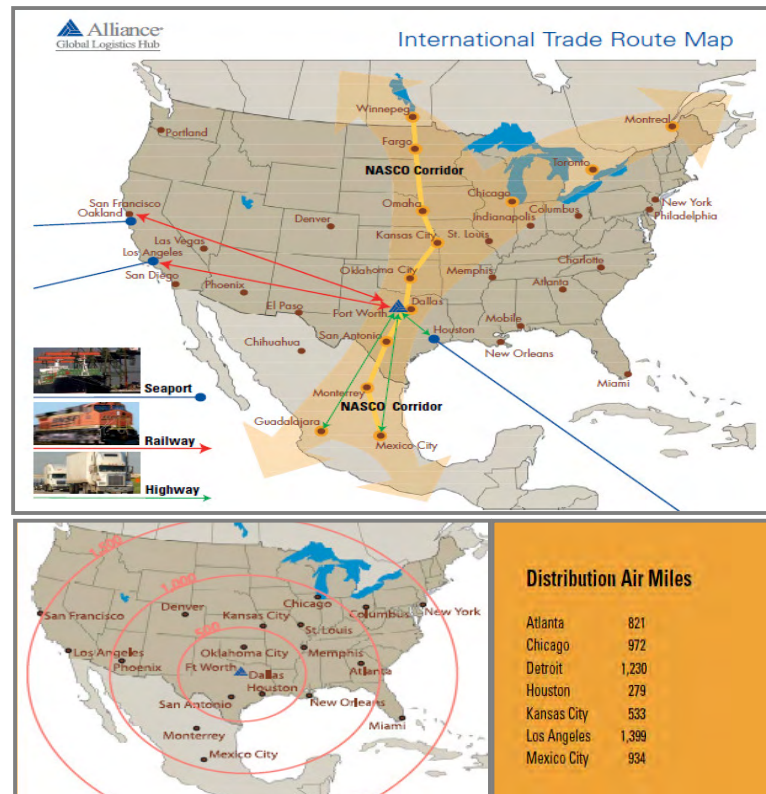 Alliance
Global Logistics Hub
International Trade Route Map
Winnepeg
Montreal
Portland
Fargo
Toronto
NASCO Corridor
San Francisco
Oakland
Chicago
New York
Omaha
Columbus
Philadelphia
Indianapolis
Denver
Las Vegas
Kansas City
St. Louis
Los Angeles
Charlotte
San Diego
Oklahoma City
Memphis
Phoenix
Atlanta
El Paso
Dallas
Fort Worth
Mobile
Houston
San Antonio
Chihuahua
New Orleans
Miami
Seaport
Monterrey
NASCO Corridor
Guadalajara
Railway
Mexico City
Highway
1,500
1,000
500
San Francisco
Denver
Chicago
Columbus
New York
Kansas City
St. Louis
Los Angeles
Oklahoma City
Memphis
Phoenix
Ft Worth
Dallas
Atlanta
Houston
San Antonio
New Orleans
Miami
Monterrey
Mexico City
Distribution Air Miles
Atlanta 821
Chicago 972
Detroit 1,230
Houston 279
Kansas City 533
Los Angeles 1,399
Mexico City 934